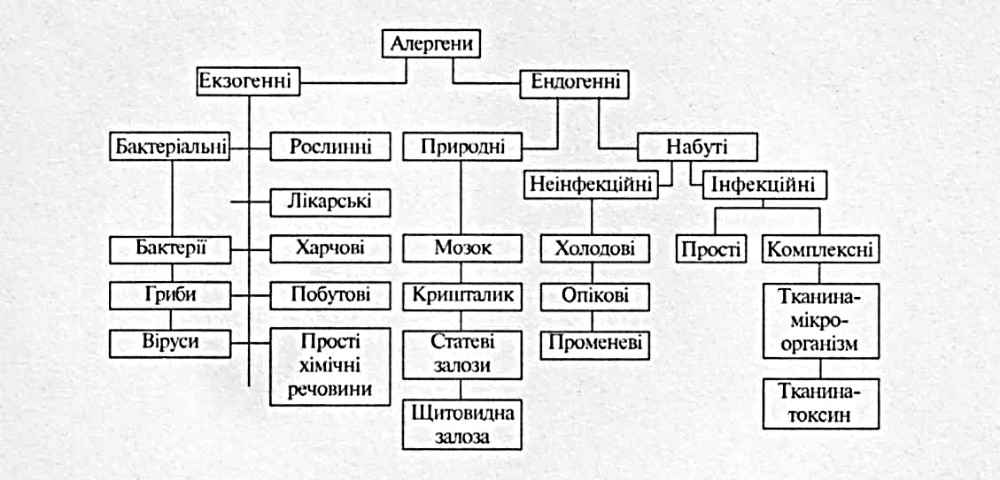 Алергени
Екзогенні
Ендогенні
Бактеріальні
Рослинні
Природні
Набуті
Неінфекційні
Інфекційні
Лікарські
Бактерії
Харчові
Мозок
Холодові
Прості
Комплексні
Гриби
Побутові
Кришталик
Опікові
Тканина-
мікро-
організм
Віруси
Прості
хімічні
речовини
Статеві
залози
Променеві
Тканина-
токсин
Щитовидна
залоза